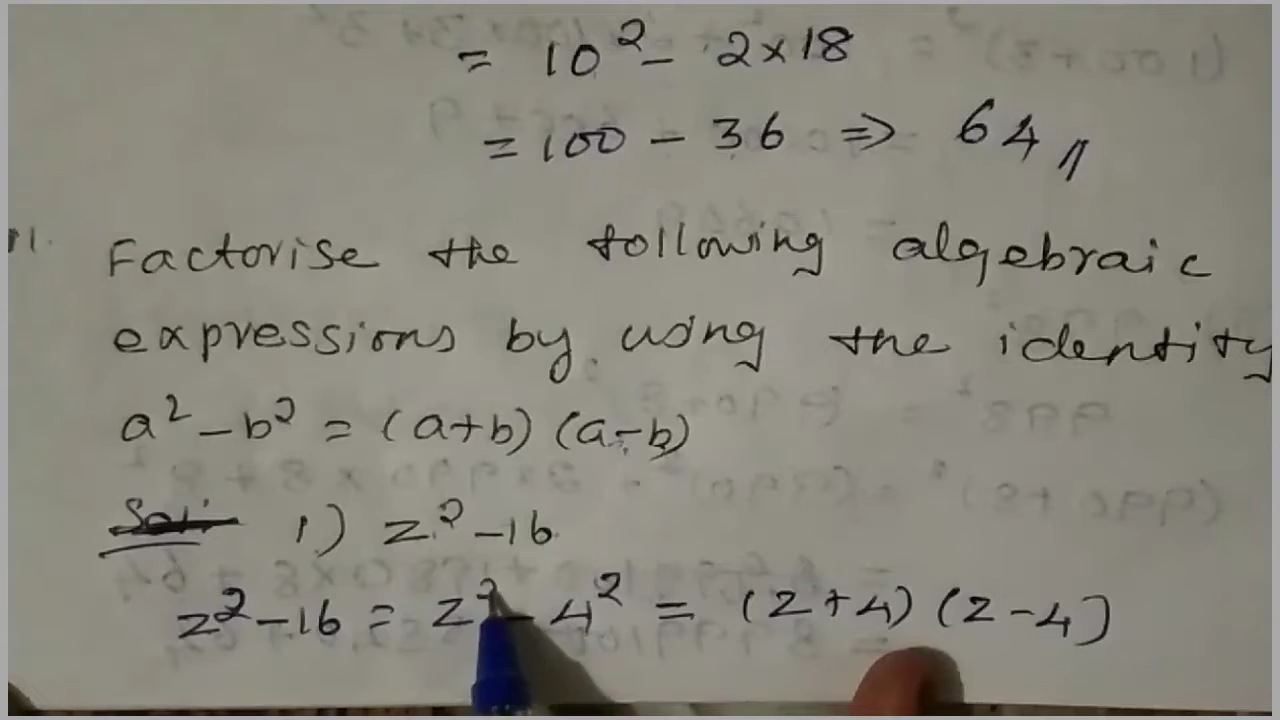 = 10² - 2×18
= 100 - 36 ⇒ 64 //
11. Factorise the following algebraic
expressions by using the identity
a² - b² = (a+b) (a-b)
Sol: 1) z² - 16
z² - 16 = z² - 4² = (z+4) (z-4)